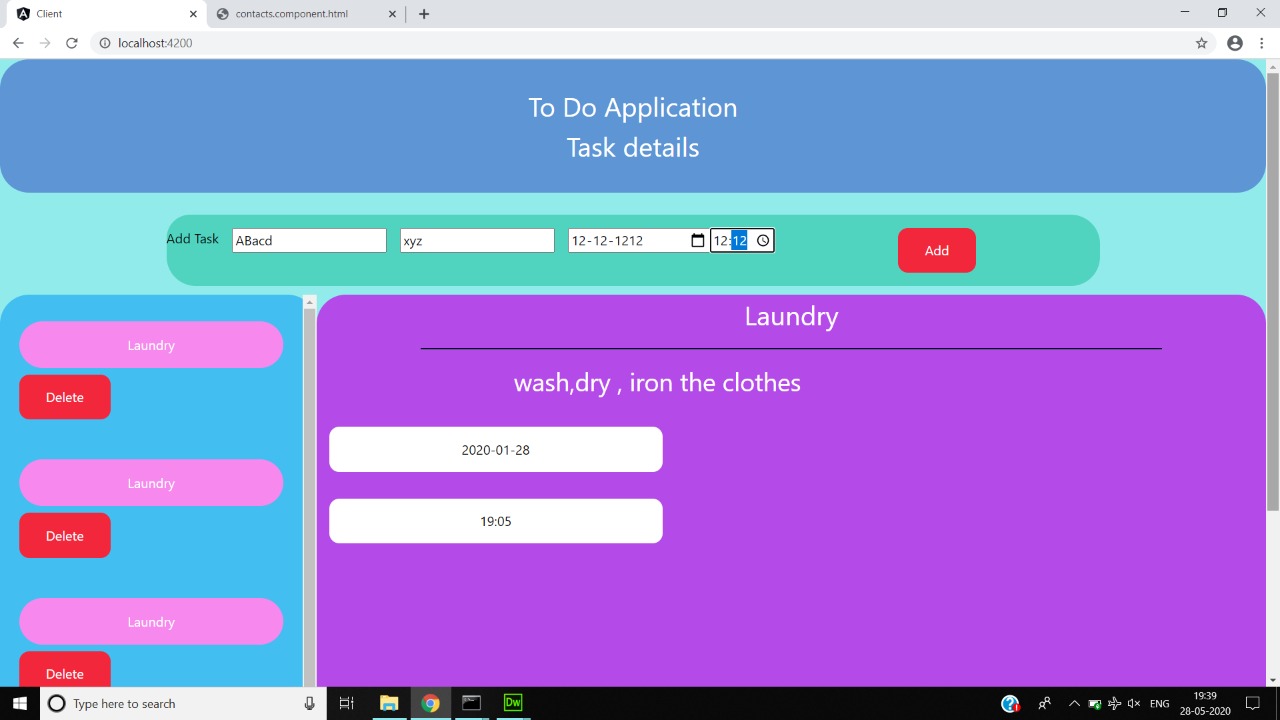 Client
contacts.component.html
localhost:4200
To Do Application
Task details
Add Task ABacd xyz 12-12-1212 12:12 Add
Laundry
Delete
Laundry
Delete
Laundry
Delete
Laundry
wash,dry , iron the clothes
2020-01-28
19:05
Type here to search
Dw
ENG
19:39
28-05-2020